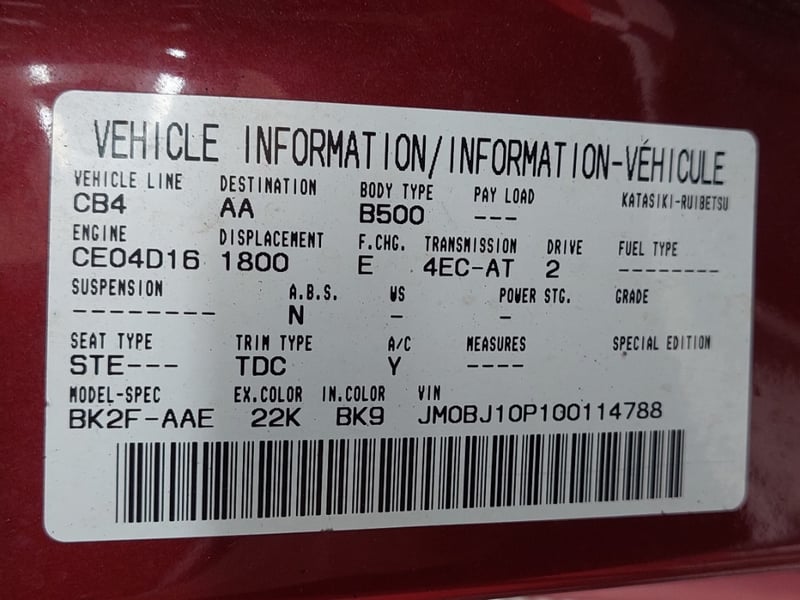 VEHICLE INFORMATION/INFORMATION-VÉHICULE
VEHICLE LINE DESTINATION BODY TYPE PAY LOAD KATASIKI-RUIBETSU
CB4 AA B500 ---
ENGINE DISPLACEMENT F.CHG. TRANSMISSION DRIVE FUEL TYPE
CE04D16 1800 E 4EC-AT 2 --------
SUSPENSION A.B.S. WS POWER STG. GRADE
-------- N - -
SEAT TYPE TRIM TYPE A/C MEASURES SPECIAL EDITION
STE--- TDC Y ----
MODEL-SPEC EX.COLOR IN.COLOR VIN
BK2F-AAE 22K BK9 JM0BJ10P100114788